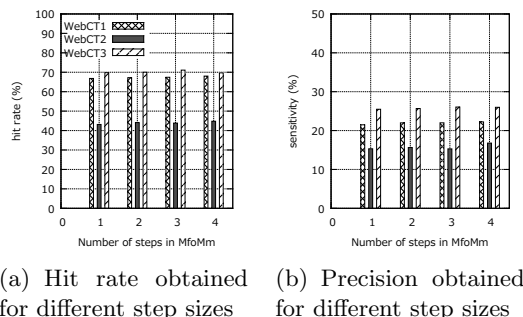 100
90
80
70
60
50
40
30
20
10
0
hit rate (%)
WebCT1
WebCT2
WebCT3
0 1 2 3 4
Number of steps in MfoMm
50
40
30
20
10
0
sensitivity (%)
0 1 2 3 4
Number of steps in MfoMm
(a) Hit rate obtained
for different step sizes
(b) Precision obtained
for different step sizes